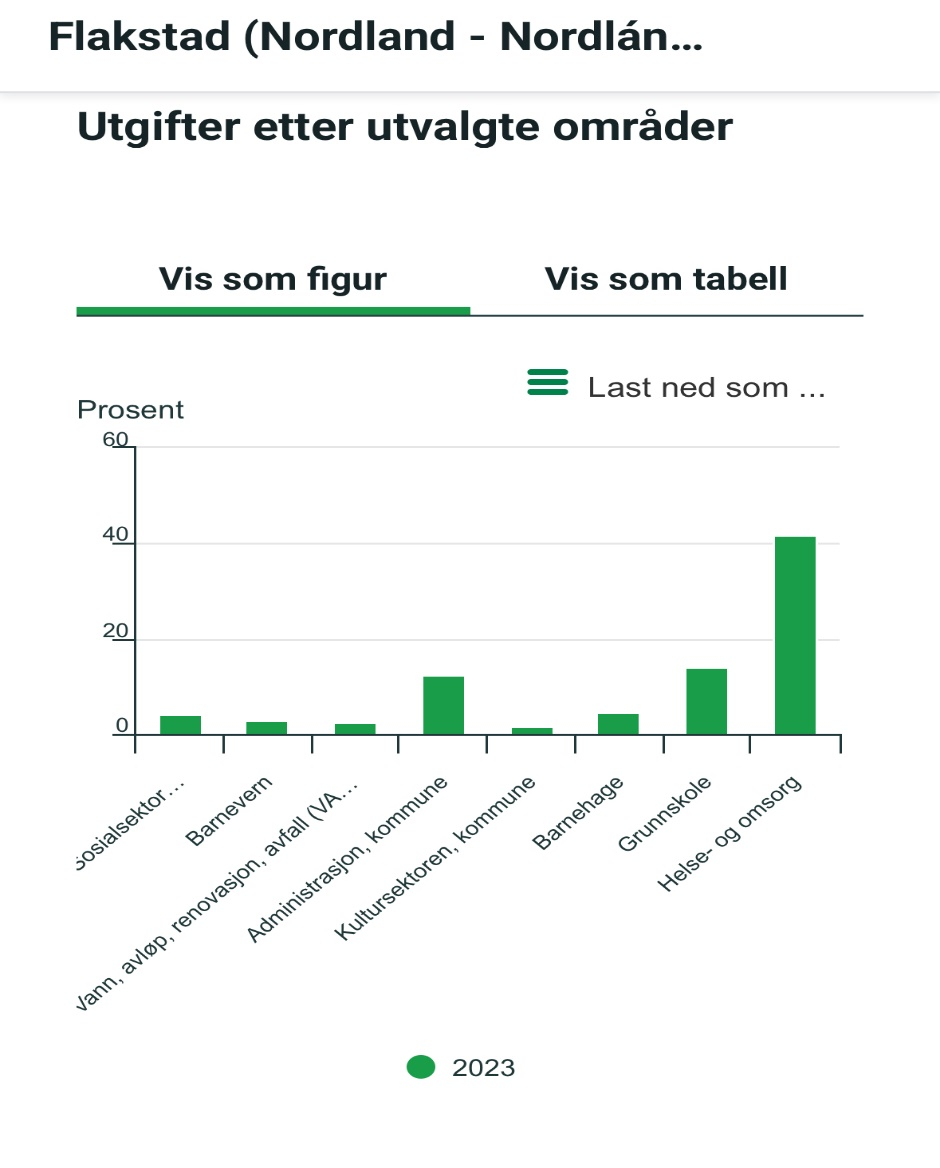 Flakstad (Nordland - Nordlán...
Utgifter etter utvalgte områder
Vis som figur
Vis som tabell
Last ned som ...
Prosent
60
40
20
0
Sosialsektor...
Barnevern
Vann, avløp, renovasjon, avfall (VA...
Administrasjon, kommune
Kultursektoren, kommune
Barnehage
Grunnskole
Helse- og omsorg
2023